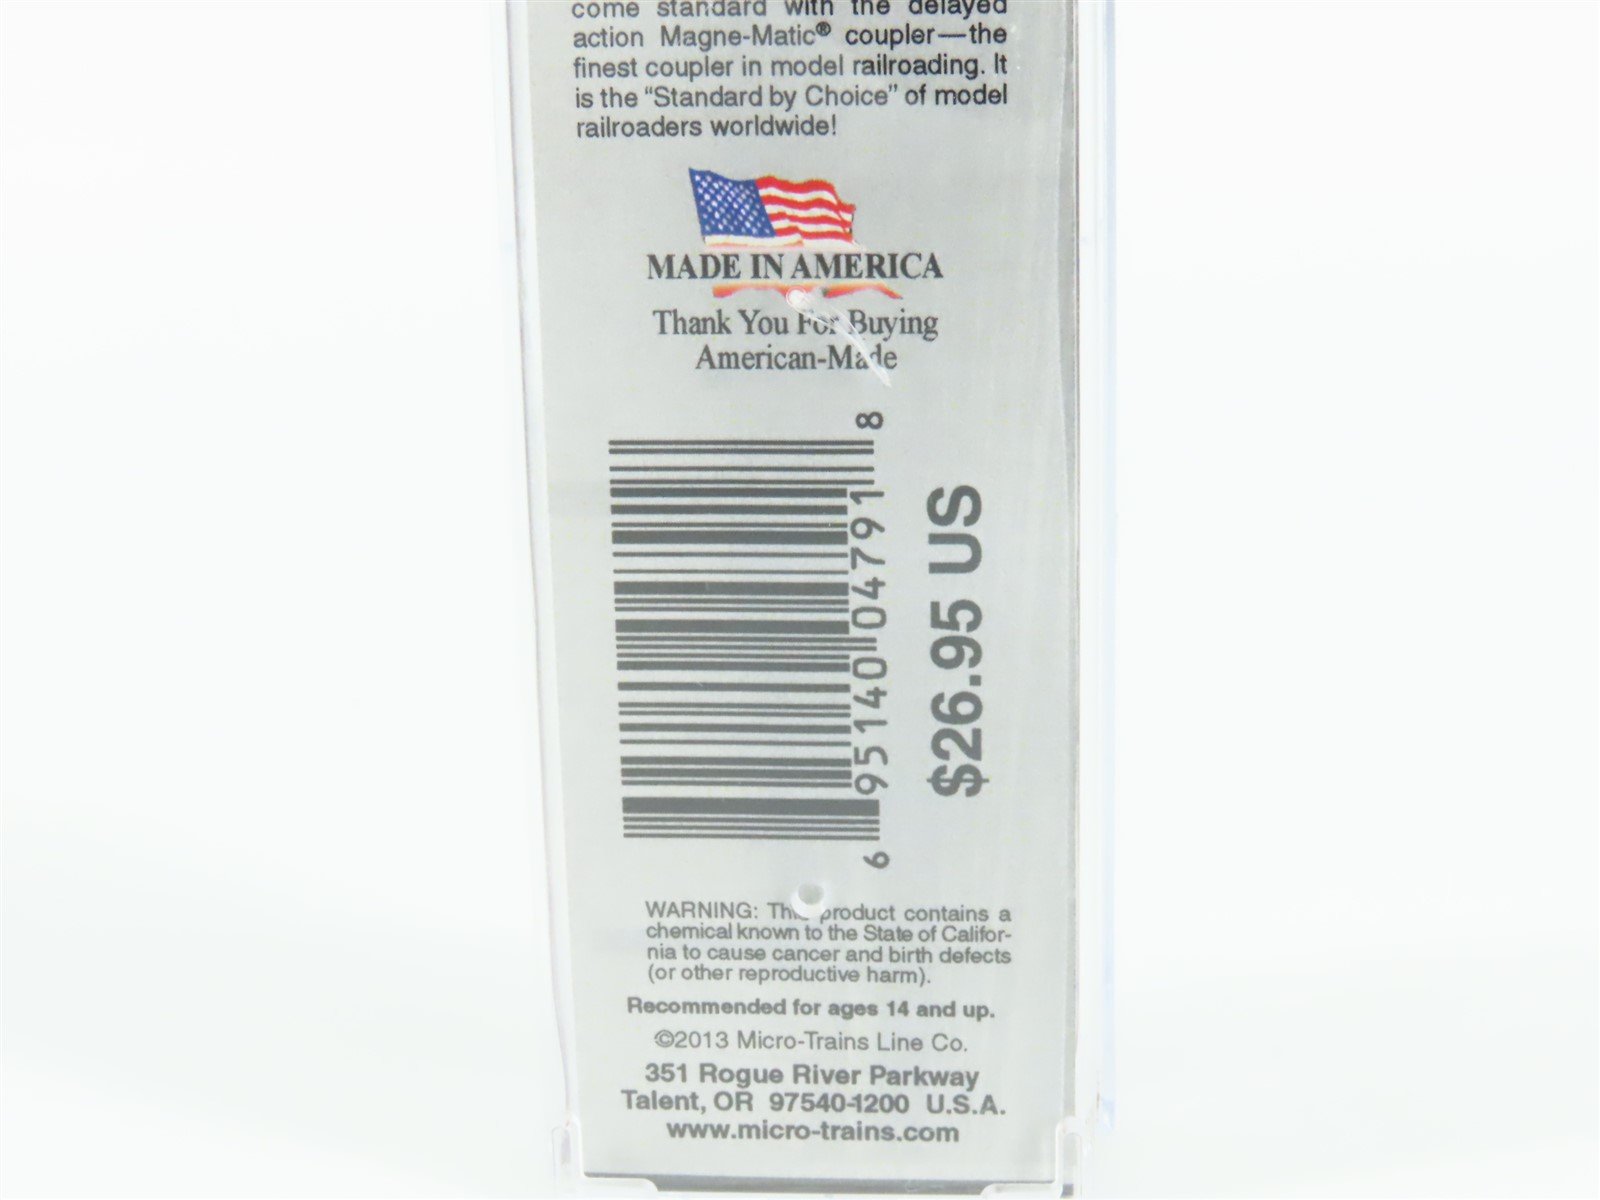 come standard with the delayed
action Magne-Matic® coupler—the
finest coupler in model railroading. It
is the “Standard by Choice” of model
railroaders worldwide!
MADE IN AMERICA
Thank You For Buying
American-Made
6 95140 04791 8
$26.95 US
WARNING: This product contains a
chemical known to the State of Califor-
nia to cause cancer and birth defects
(or other reproductive harm).
Recommended for ages 14 and up.
©2013 Micro-Trains Line Co.
351 Rogue River Parkway
Talent, OR 97540-1200 U.S.A.
www.micro-trains.com